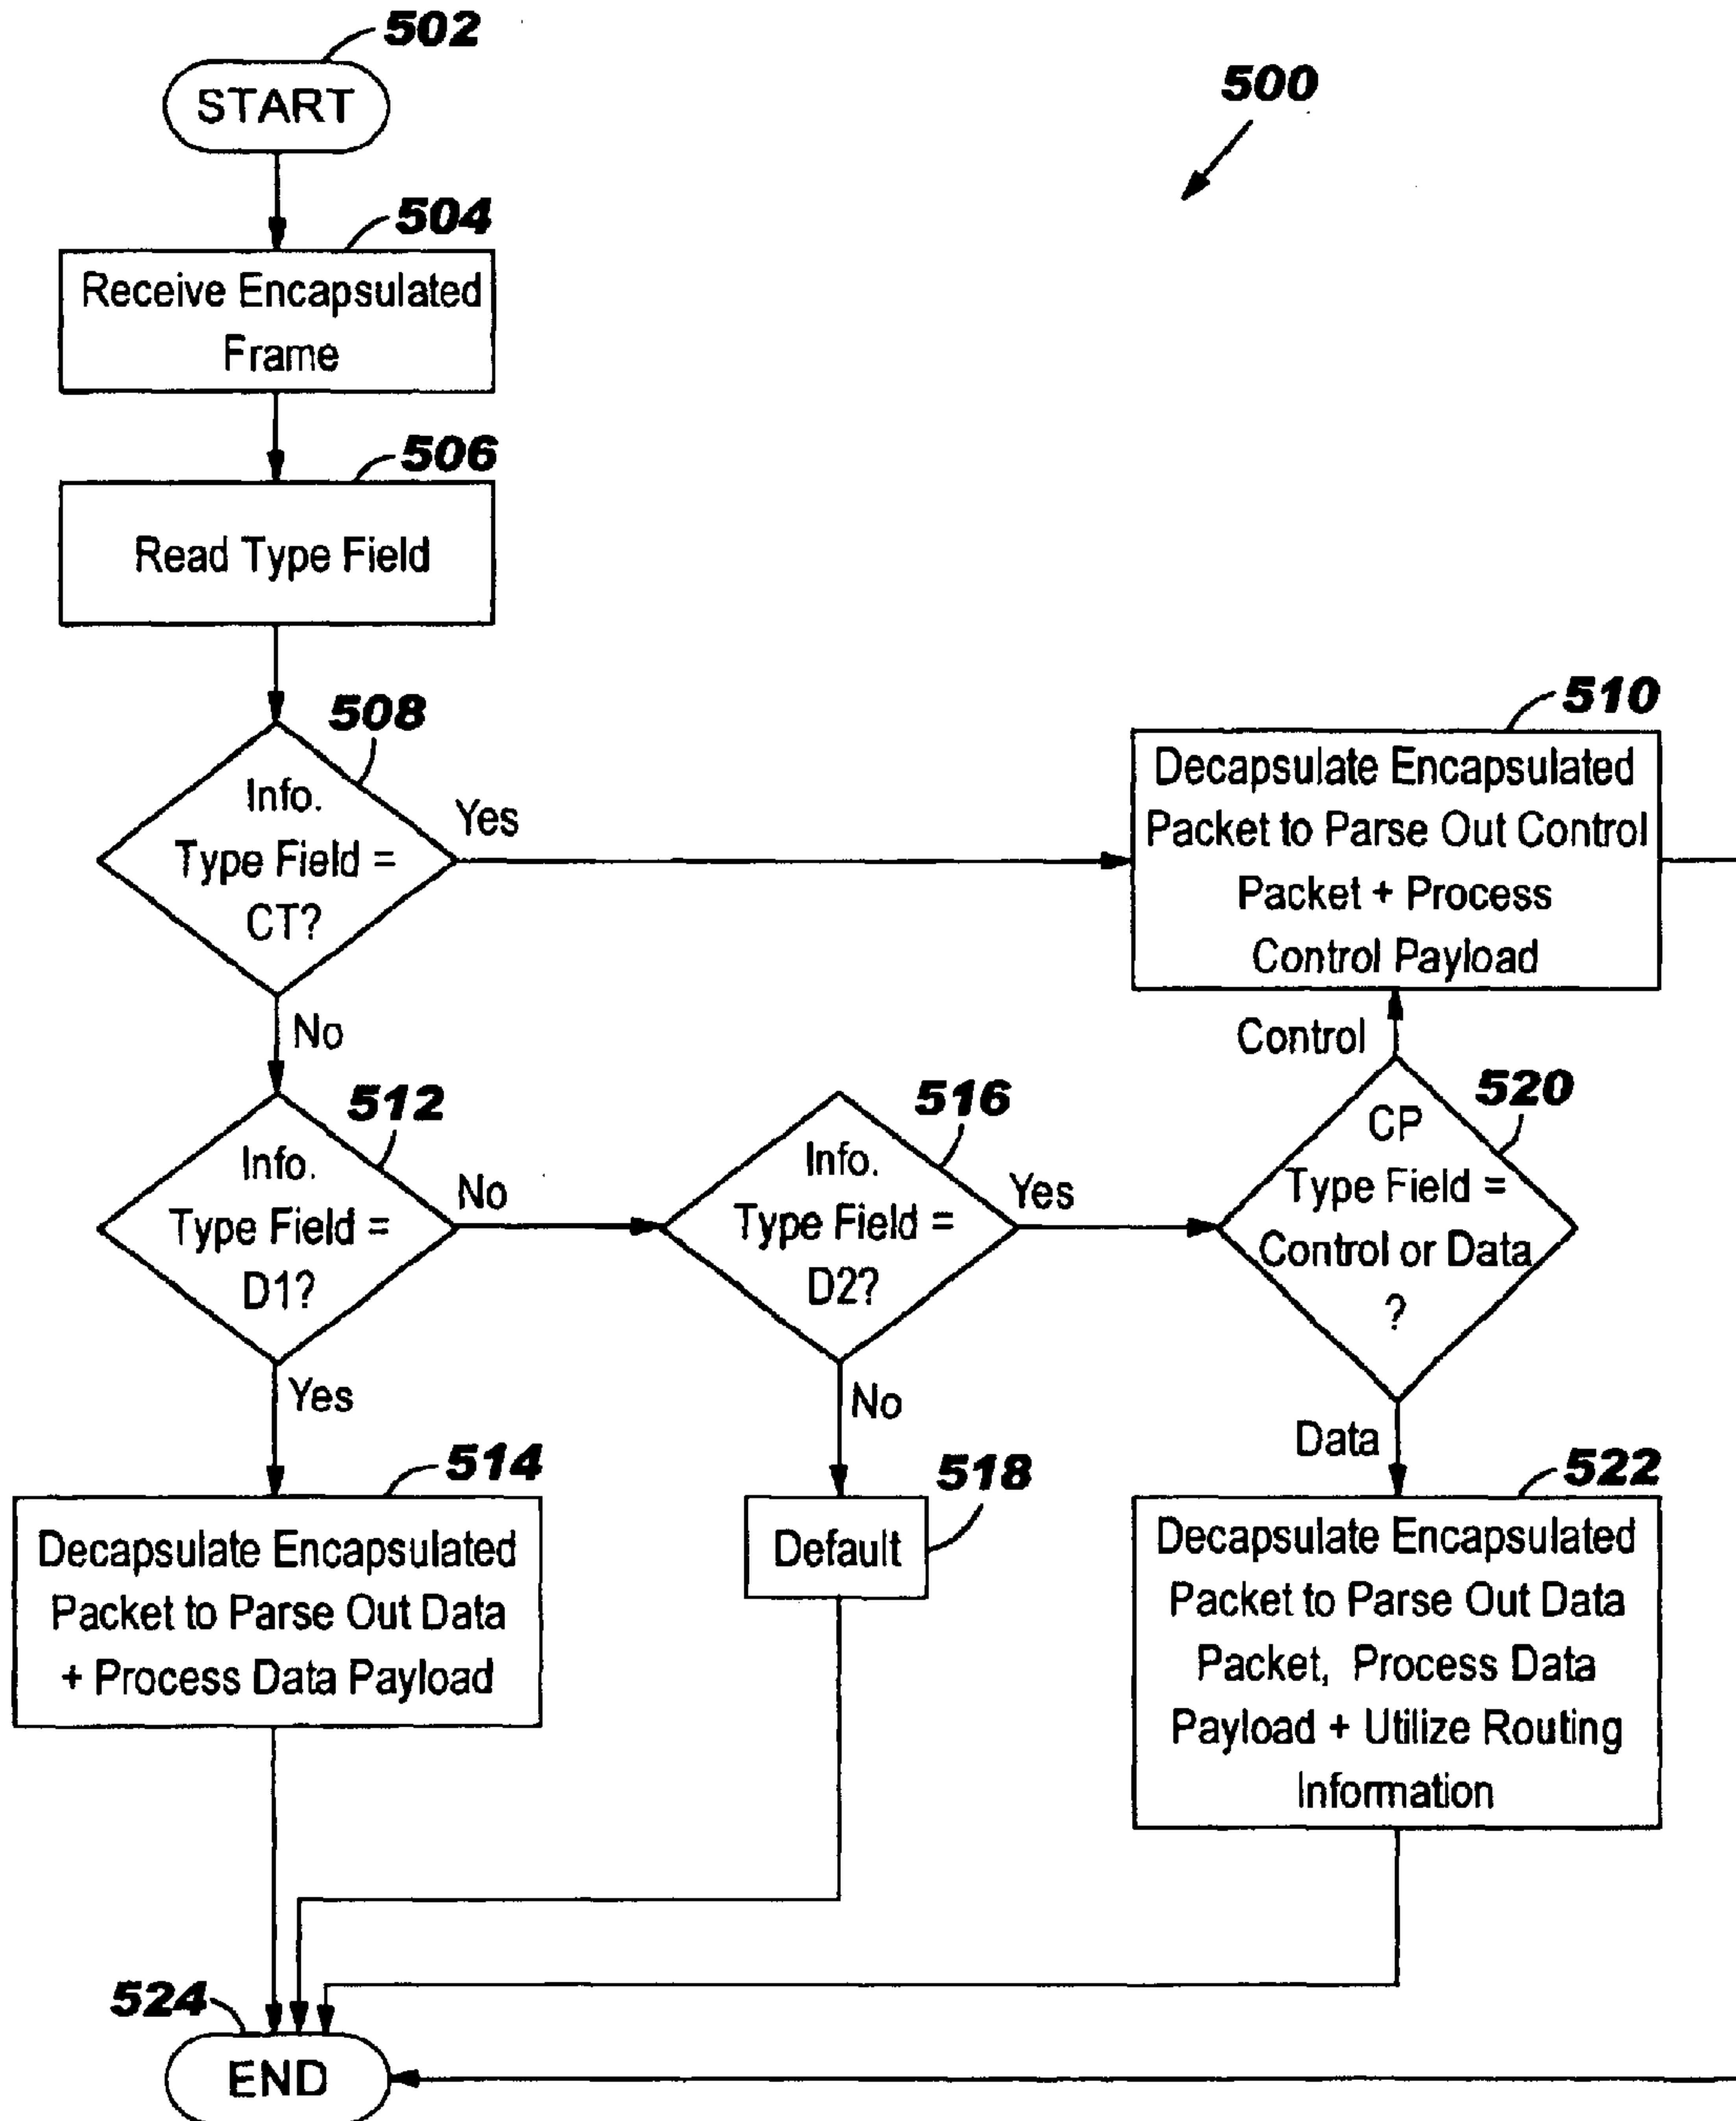 502
START
500
504
Receive Encapsulated
Frame
506
Read Type Field
508
Info.
Type Field =
CT?
Yes
No
510
Decapsulate Encapsulated
Packet to Parse Out Control
Packet + Process
Control Payload
Control
512
Info.
Type Field =
D1?
No
Yes
516
Info.
Type Field =
D2?
Yes
No
520
CP
Type Field =
Control or Data
?
Data
514
Decapsulate Encapsulated
Packet to Parse Out Data
+ Process Data Payload
518
Default
522
Decapsulate Encapsulated
Packet to Parse Out Data
Packet, Process Data
Payload + Utilize Routing
Information
524
END